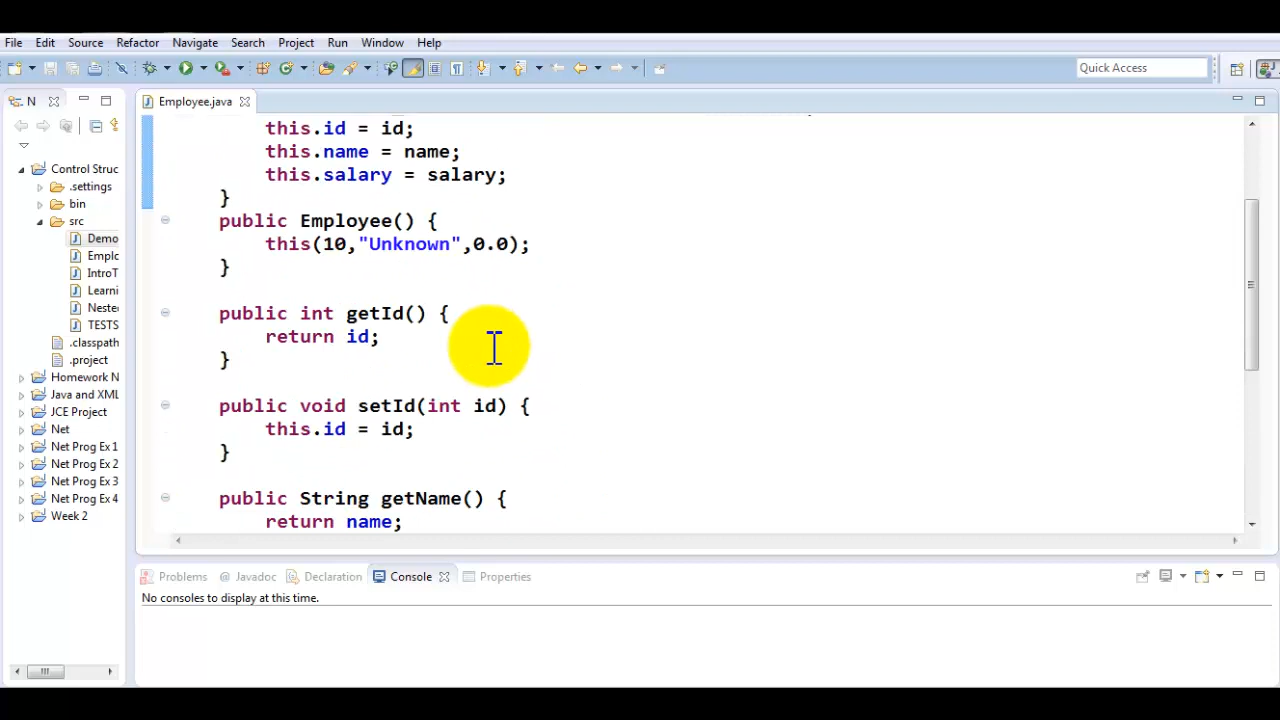 File Edit Source Refactor Navigate Search Project Run Window Help
Quick Access
N
Employee.java
this.id = id;
this.name = name;
this.salary = salary;
}
public Employee() {
this(10,"Unknown",0.0);
}
public int getId() {
return id;
}
public void setId(int id) {
this.id = id;
}
public String getName() {
return name;
Control Struc
.settings
bin
src
Demo
Emplo
IntroT
Learni
Neste
TESTS
.classpath
.project
Homework N
Java and XML
JCE Project
Net
Net Prog Ex 1
Net Prog Ex 2
Net Prog Ex 3
Net Prog Ex 4
Week 2
Problems @ Javadoc Declaration Console Properties
No consoles to display at this time.